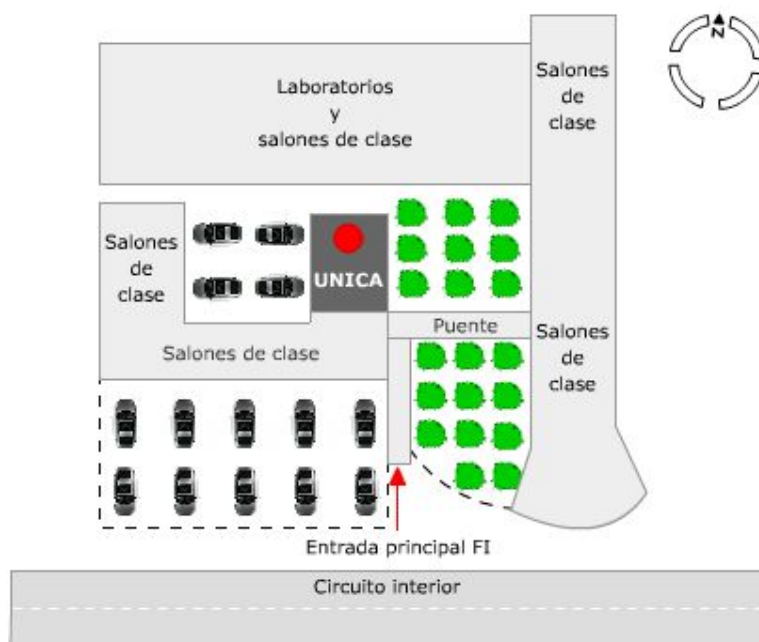 N
Laboratorios
y
salones de clase
Salones
de
clase
Salones
de
clase
UNICA
Puente
Salones de clase
Salones
de
clase
Entrada principal FI
Circuito interior